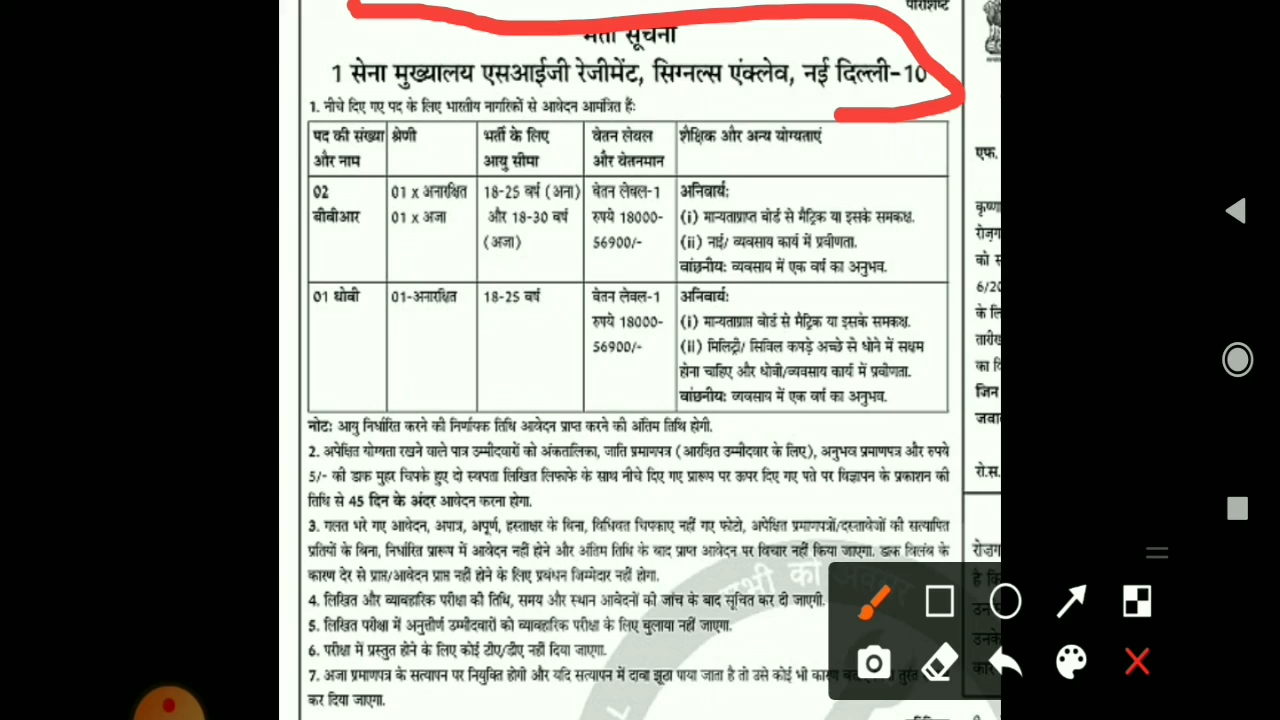 परिशिष्ट
भर्ती सूचना
1 सेना मुख्यालय एसआईजी रेजीमेंट, सिग्नल्स एंक्लेव, नई दिल्ली-10
1. नीचे दिए गए पद के लिए भारतीय नागरिकों से आवेदन आमंत्रित हैं:
पद की संख्या और नाम
श्रेणी
भर्ती के लिए आयु सीमा
वेतन लेवल और वेतनमान
शैक्षिक और अन्य योग्यताएं
02 बीबीआर
01 x अनारक्षित
01 x अजा
18-25 वर्ष (अना)
और 18-30 वर्ष
(अजा)
वेतन लेवल-1
रुपये 18000-
56900/-
अनिवार्य:
(i) मान्यताप्राप्त बोर्ड से मैट्रिक या इसके समकक्ष.
(ii) नाई/ व्यवसाय कार्य में प्रवीणता.
वांछनीय: व्यवसाय में एक वर्ष का अनुभव.
01 धोबी
01-अनारक्षित
18-25 वर्ष
वेतन लेवल-1
रुपये 18000-
56900/-
अनिवार्य:
(i) मान्यताप्राप्त बोर्ड से मैट्रिक या इसके समकक्ष.
(ii) मिलिट्री/ सिविल कपड़े अच्छे से धोने में सक्षम
होना चाहिए और धोबी/व्यवसाय कार्य में प्रवीणता.
वांछनीय: व्यवसाय में एक वर्ष का अनुभव.
नोट: आयु निर्धारित करने की निर्णायक तिथि आवेदन प्राप्त करने की अंतिम तिथि होगी.
2. अपेक्षित योग्यता रखने वाले पात्र उम्मीदवारों को अंकतालिका, जाति प्रमाणपत्र (आरक्षित उम्मीदवार के लिए), अनुभव प्रमाणपत्र और रुपये
5/- की डाक मुहर चिपके हुए दो स्वपता लिखित लिफाफे के साथ नीचे दिए गए प्रारूप पर ऊपर दिए गए पते पर विज्ञापन के प्रकाशन की
तिथि से 45 दिन के अंदर आवेदन करना होगा.
3. गलत भरे गए आवेदन, अपात्र, अपूर्ण, हस्ताक्षर के बिना, विधिवत चिपकाए नहीं गए फोटो, अपेक्षित प्रमाणपत्रों/दस्तावेजों की सत्यापित
प्रतियों के बिना, निर्धारित प्रारूप में आवेदन नहीं होने और अंतिम तिथि के बाद प्राप्त आवेदन पर विचार नहीं किया जाएगा. डाक विलंब के
कारण देर से प्राप्त/आवेदन प्राप्त नहीं होने के लिए प्रबंधन जिम्मेदार नहीं होगा.
4. लिखित और व्यावहारिक परीक्षा की तिथि, समय और स्थान आवेदनों की जांच के बाद सूचित कर दी जाएगी.
5. लिखित परीक्षा में अनुत्तीर्ण उम्मीदवारों को व्यावहारिक परीक्षा के लिए बुलाया नहीं जाएगा.
6. परीक्षा में प्रस्तुत होने के लिए कोई टीए/डीए नहीं दिया जाएगा.
7. अजा प्रमाणपत्र के सत्यापन पर नियुक्ति होगी और यदि सत्यापन में दावा झूठा पाया जाता है तो उसे कोई भी कारण तुरंत
कर दिया जाएगा.
एफ.
कृष्णा
रोज़ग
को स
6/20
के लि
तारीख
का वि
जिन
जवा
रो.स.
रोज़ग
है कि